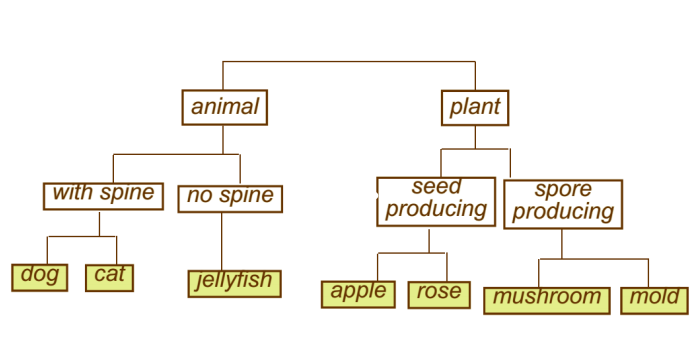 animal
plant
with spine
no spine
seed
producing
spore
producing
dog
cat
jellyfish
apple
rose
mushroom
mold